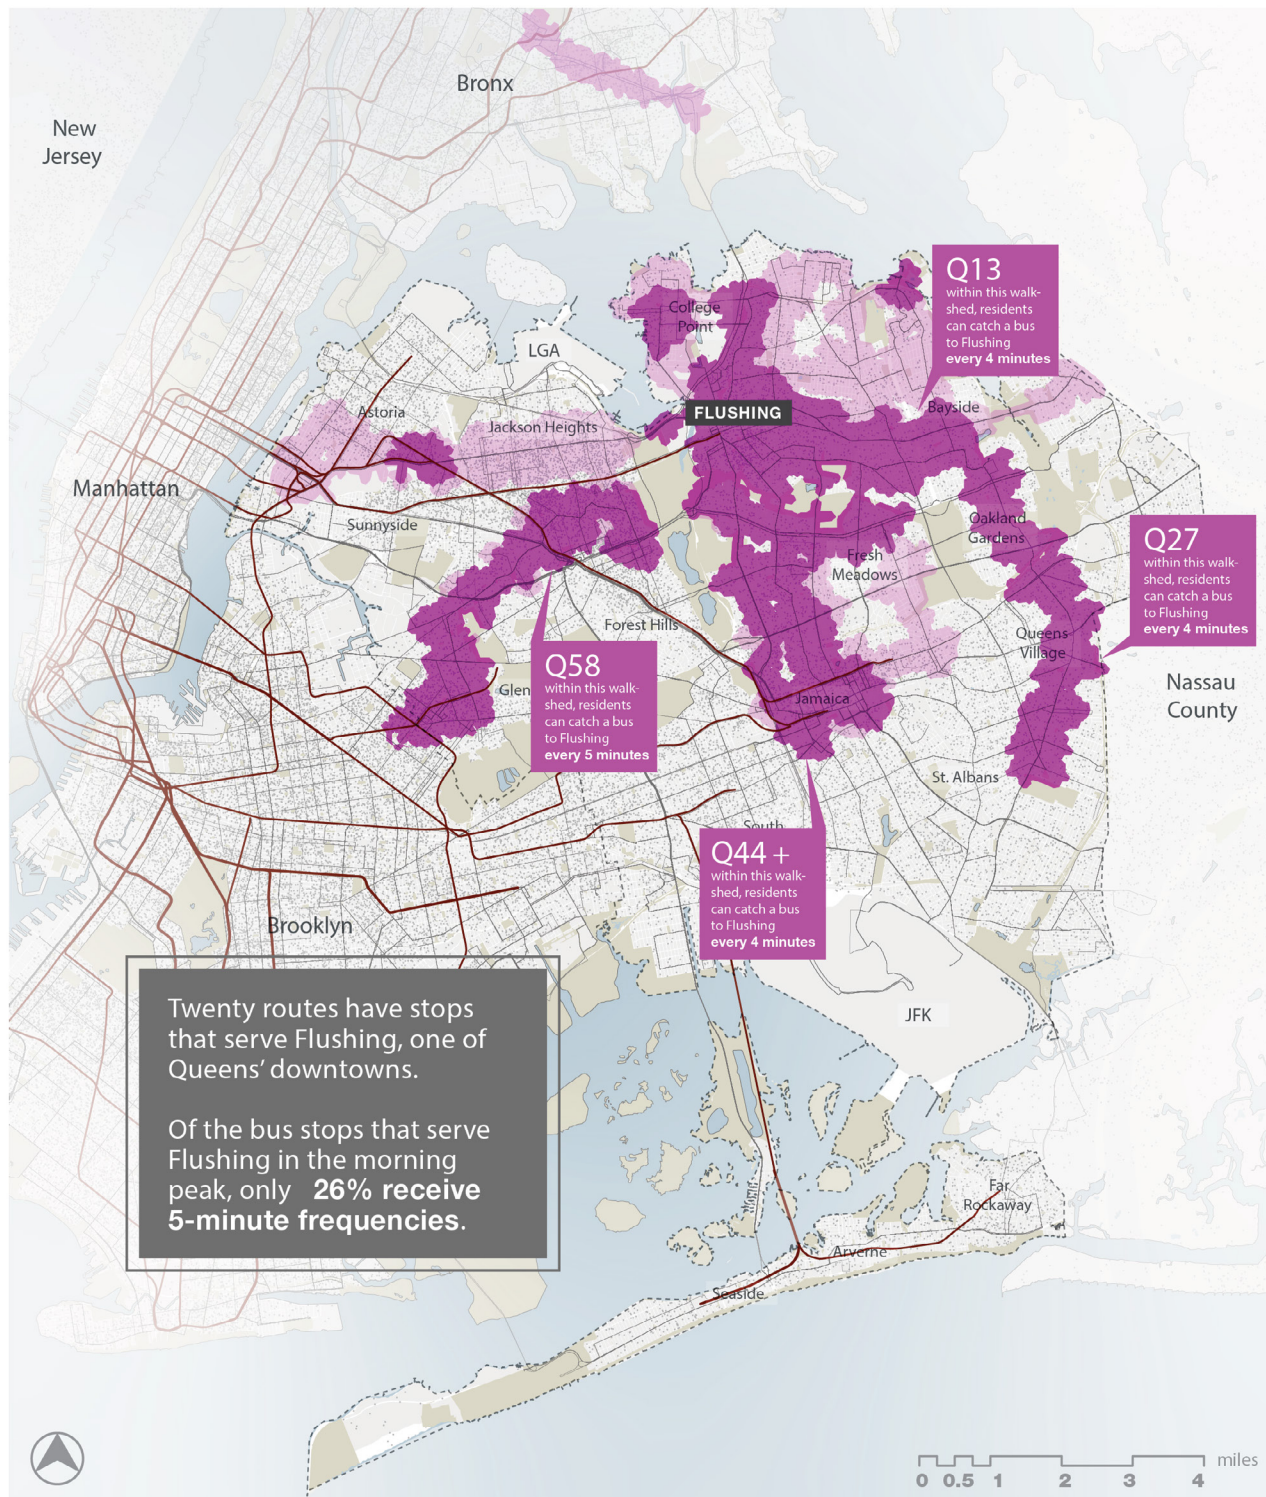 Bronx
New
Jersey
Q13
within this walk-
shed, residents
can catch a bus
to Flushing
every 4 minutes
College
Point
LGA
FLUSHING
Bayside
Astoria
Jackson Heights
Manhattan
Sunnyside
Oakland
Gardens
Q27
within this walk-
shed, residents
can catch a bus
to Flushing
every 4 minutes
Fresh
Meadows
Forest Hills
Queens
Village
Q58
within this walk-
shed, residents
can catch a bus
to Flushing
every 5 minutes
Glen
Jamaica
Nassau
County
St. Albans
South
Q44 +
within this walk-
shed, residents
can catch a bus
to Flushing
every 4 minutes
Brooklyn
JFK
Twenty routes have stops
that serve Flushing, one of
Queens’ downtowns.
Of the bus stops that serve
Flushing in the morning
peak, only 26% receive
5-minute frequencies.
Far
Rockaway
Arverne
Seaside
miles
0 0.5 1 2 3 4